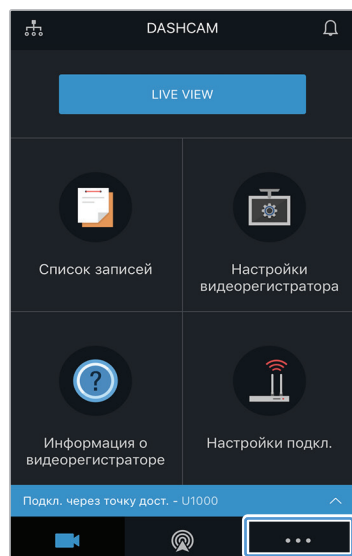 DASHCAM
LIVE VIEW
Список записей
Настройки
видеорегистратора
Информация о
видеорегистраторе
Настройки подкл.
Подкл. через точку дост. - U1000